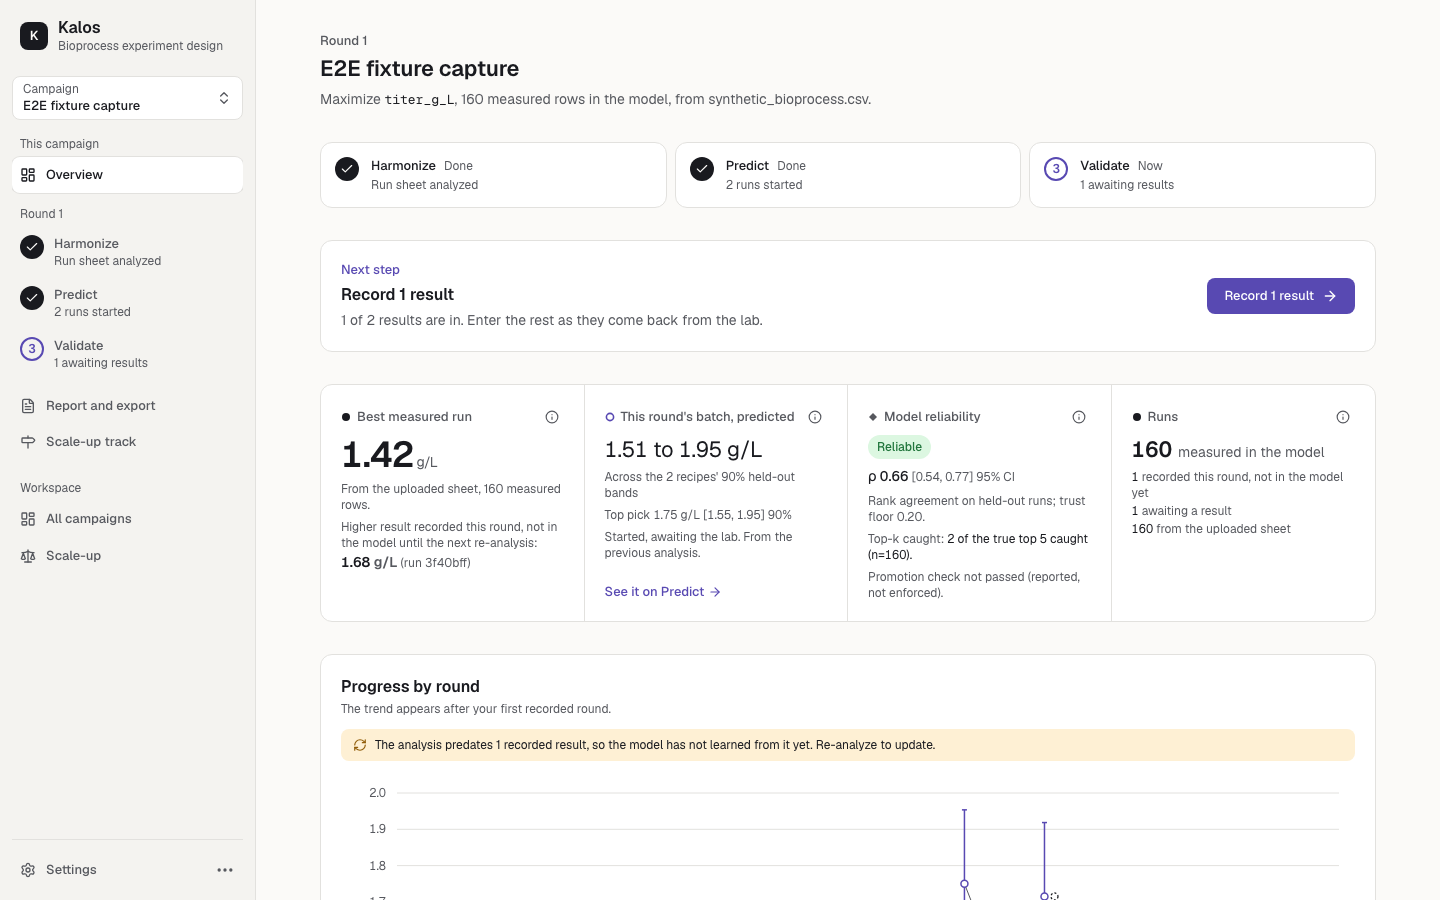 K
Kalos
Bioprocess experiment design
Campaign
E2E fixture capture
This campaign
Overview
Round 1
Harmonize
Run sheet analyzed
Predict
2 runs started
3
Validate
1 awaiting results
Report and export
Scale-up track
Workspace
All campaigns
Scale-up
Settings
Round 1
E2E fixture capture
Maximize titer_g_L, 160 measured rows in the model, from synthetic_bioprocess.csv.
Harmonize Done
Run sheet analyzed
Predict Done
2 runs started
3
Validate Now
1 awaiting results
Next step
Record 1 result
1 of 2 results are in. Enter the rest as they come back from the lab.
Record 1 result
Best measured run
1.42 g/L
From the uploaded sheet, 160 measured
rows.
Higher result recorded this round, not in
the model until the next re-analysis:
1.68 g/L (run 3f40bff)
This round's batch, predicted
1.51 to 1.95 g/L
Across the 2 recipes' 90% held-out
bands
Top pick 1.75 g/L [1.55, 1.95] 90%
Started, awaiting the lab. From the
previous analysis.
See it on Predict
Model reliability
Reliable
ρ 0.66 [0.54, 0.77] 95% CI
Rank agreement on held-out runs; trust
floor 0.20.
Top-k caught: 2 of the true top 5 caught
(n=160).
Promotion check not passed (reported,
not enforced).
Runs
160 measured in the model
1 recorded this round, not in the model
yet
1 awaiting a result
160 from the uploaded sheet
Progress by round
The trend appears after your first recorded round.
The analysis predates 1 recorded result, so the model has not learned from it yet. Re-analyze to update.
2.0
1.9
1.8
1.7